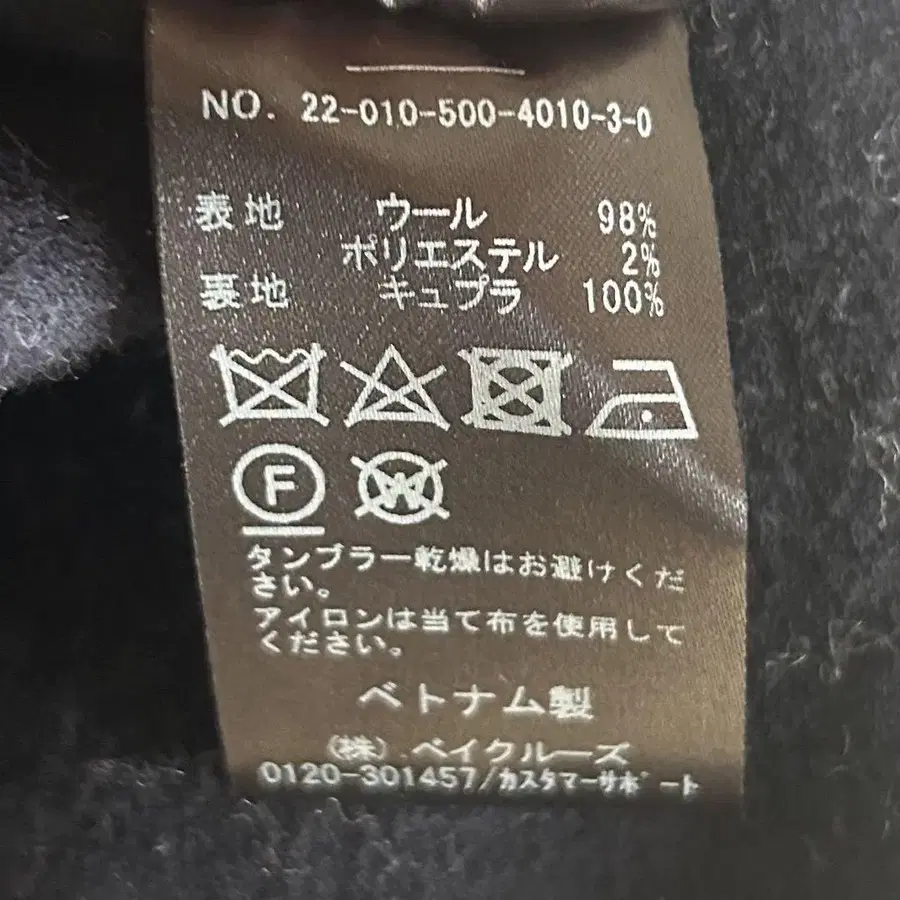 NO. 22-010-500-4010-3-0
表地 ウール 98%
ポリエステル 2%
裏地 キュプラ 100%
F W
タンブラー乾燥はお避けくだ
さい。
アイロンは当て布を使用して
ください。
ベトナム製
(株).ベイクルーズ
0120-301457/カスタマーサポート